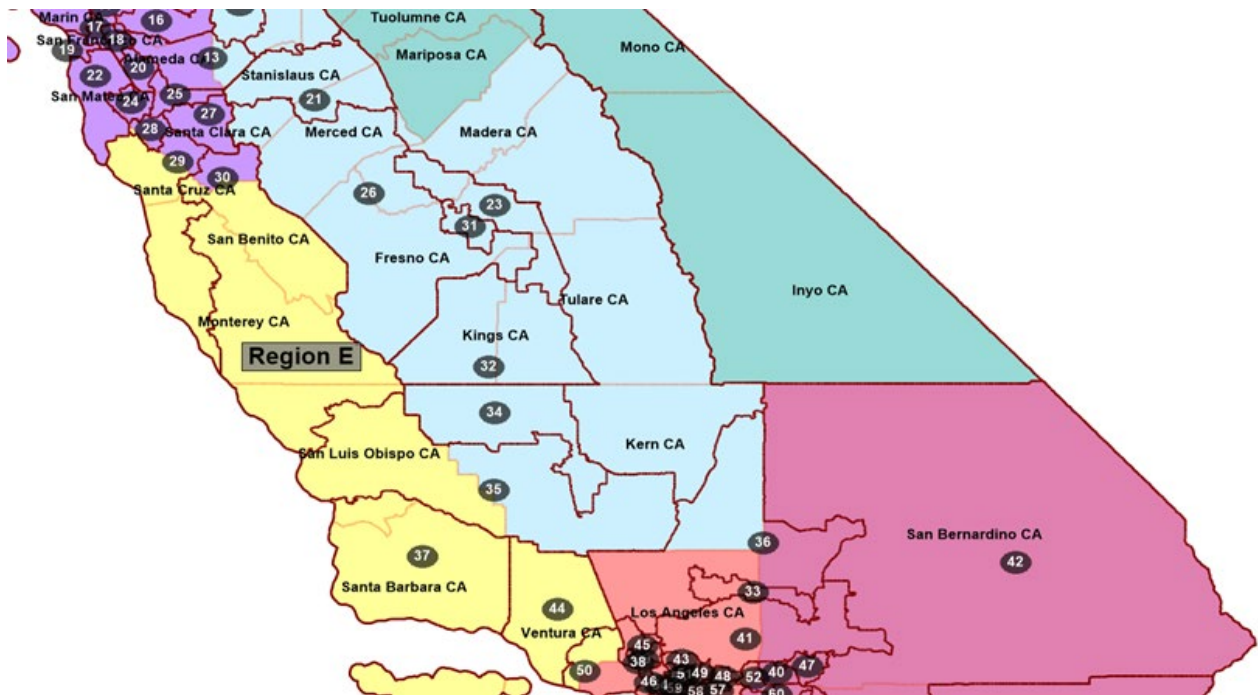 Marin CA
16
17
18
San Francisco CA
19
Alameda CA
13
20
22
San Mateo CA
24
25
27
28
Santa Clara CA
29
30
Santa Cruz CA
Tuolumne CA
Mariposa CA
Mono CA
Stanislaus CA
21
Merced CA
Madera CA
26
23
31
San Benito CA
Fresno CA
Monterey CA
Region E
Tulare CA
Inyo CA
Kings CA
32
34
Kern CA
San Luis Obispo CA
35
36
San Bernardino CA
42
37
Santa Barbara CA
44
Ventura CA
33
Los Angeles CA
41
45
38
43
49
48
52
40
47
50
46
58
57
60